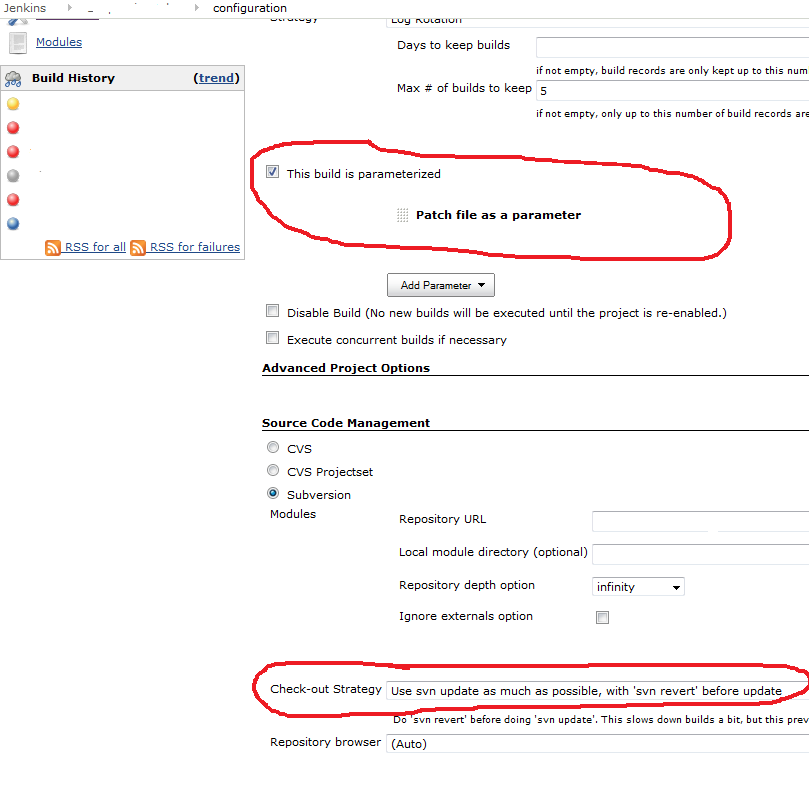 Jenkins configuration
Strategy Log Rotation
Modules
Days to keep builds
if not empty, build records are only kept up to this num
Build History (trend)
Max # of builds to keep 5
if not empty, only up to this number of build records are
This build is parameterized
Patch file as a parameter
RSS for all RSS for failures
Add Parameter
Disable Build (No new builds will be executed until the project is re-enabled.)
Execute concurrent builds if necessary
Advanced Project Options
Source Code Management
CVS
CVS Projectset
Subversion
Modules
Repository URL
Local module directory (optional)
Repository depth option infinity
Ignore externals option
Check-out Strategy Use svn update as much as possible, with 'svn revert' before update
Do 'svn revert' before doing 'svn update'. This slows down builds a bit, but this prev
Repository browser (Auto)